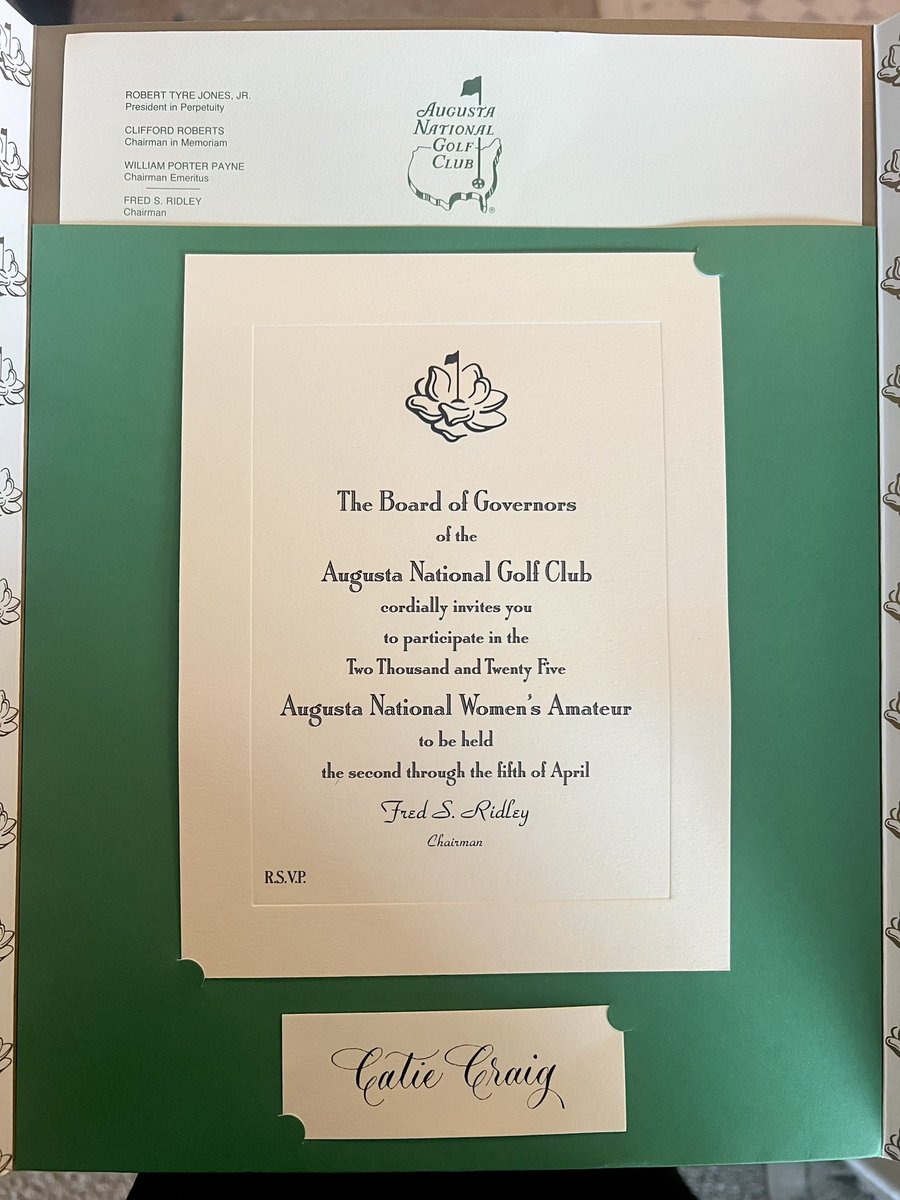 ROBERT TYRE JONES, JR.
President in Perpetuity
CLIFFORD ROBERTS
Chairman in Memoriam
WILLIAM PORTER PAYNE
Chairman Emeritus
FRED S. RIDLEY
Chairman
AUGUSTA
NATIONAL
GOLF
CLUB
®
The Board of Governors
of the
Augusta National Golf Club
cordially invites you
to participate in the
Two Thousand and Twenty Five
Augusta National Women's Amateur
to be held
the second through the fifth of April
Fred S. Ridley
Chairman
R.S.V.P.
Catie Craig